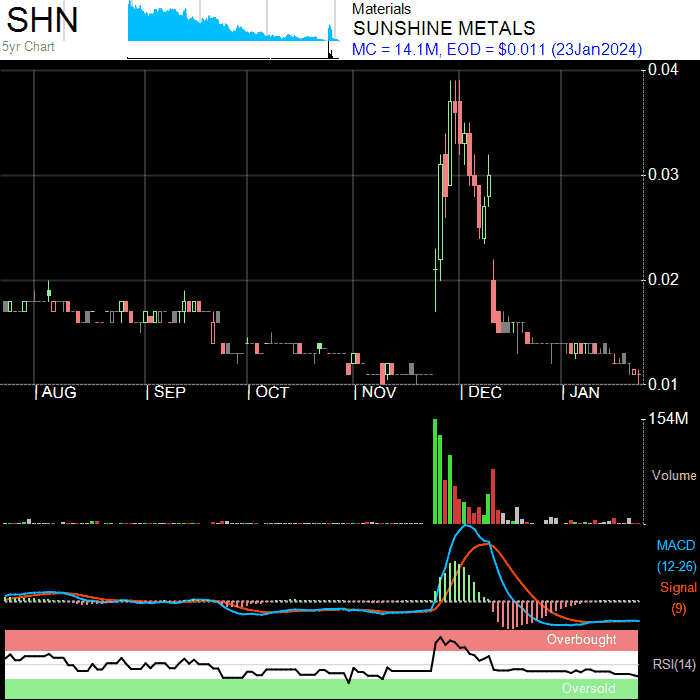 SHN
5yr Chart
Materials
SUNSHINE METALS
MC = 14.1M, EOD = $0.011 (23Jan2024)
0.04
0.03
0.02
0.01
AUG SEP OCT NOV DEC JAN
154M
Volume
MACD
(12-26)
Signal
(9)
Overbought
RSI(14)
Oversold